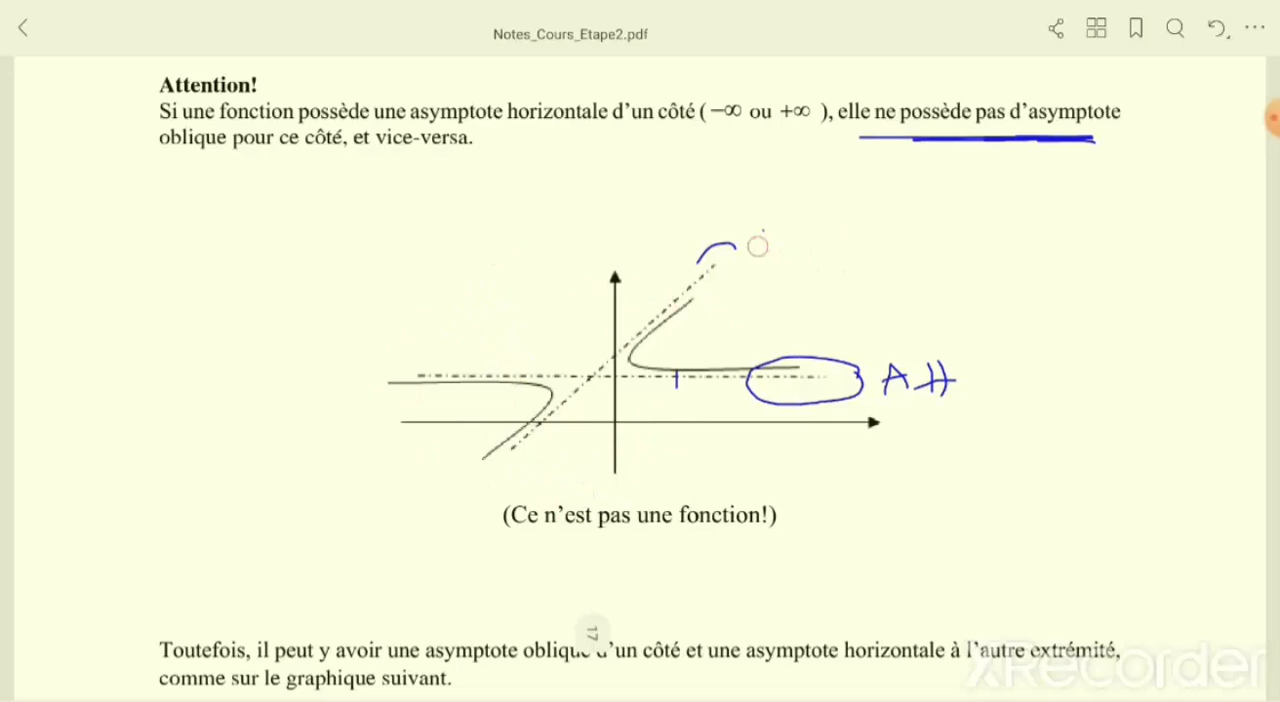 Notes_Cours_Etape2.pdf
Attention!
Si une fonction possède une asymptote horizontale d'un côté ( −∞ ou +∞ ), elle ne possède pas d'asymptote
oblique pour ce côté, et vice-versa.
AH
(Ce n'est pas une fonction!)
17
Toutefois, il peut y avoir une asymptote oblique d'un côté et une asymptote horizontale à l'autre extrémité,
comme sur le graphique suivant.
XRecorder